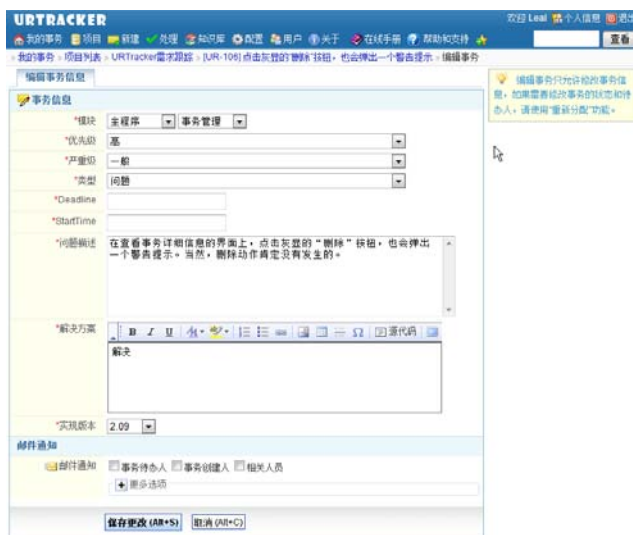 URTRACKER
欢迎 Leal 个人信息 退出
我的事务 项目 新建 处理 知识库 配置 用户 关于 在线手册 帮助和支持 查看
我的事务 » 项目列表 » URTracker需求跟踪 » [UR-106] 点击灰显的"删除"按钮，也会弹出一个警告提示 » 编辑事务
编辑事务信息
编辑事务只允许修改事务信
息，如果需要修改事务的状态和待
办人，请使用"重新分配"功能。
事务信息
*模块 主程序 事务管理
*优先级 高
*严重级 一般
*类型 问题
*Deadline
*StartTime
*问题描述 在查看事务详细信息的界面上，点击灰显的“删除”按钮，也会弹出
一个警告提示。当然，删除动作肯定没有发生的。
*解决方案 B I U 源代码
解决
*实现版本 2.09
邮件通知
邮件通知 事务待办人 事务创建人 相关人员
更多选项
保存更改 (Alt+S) 取消 (Alt+C)